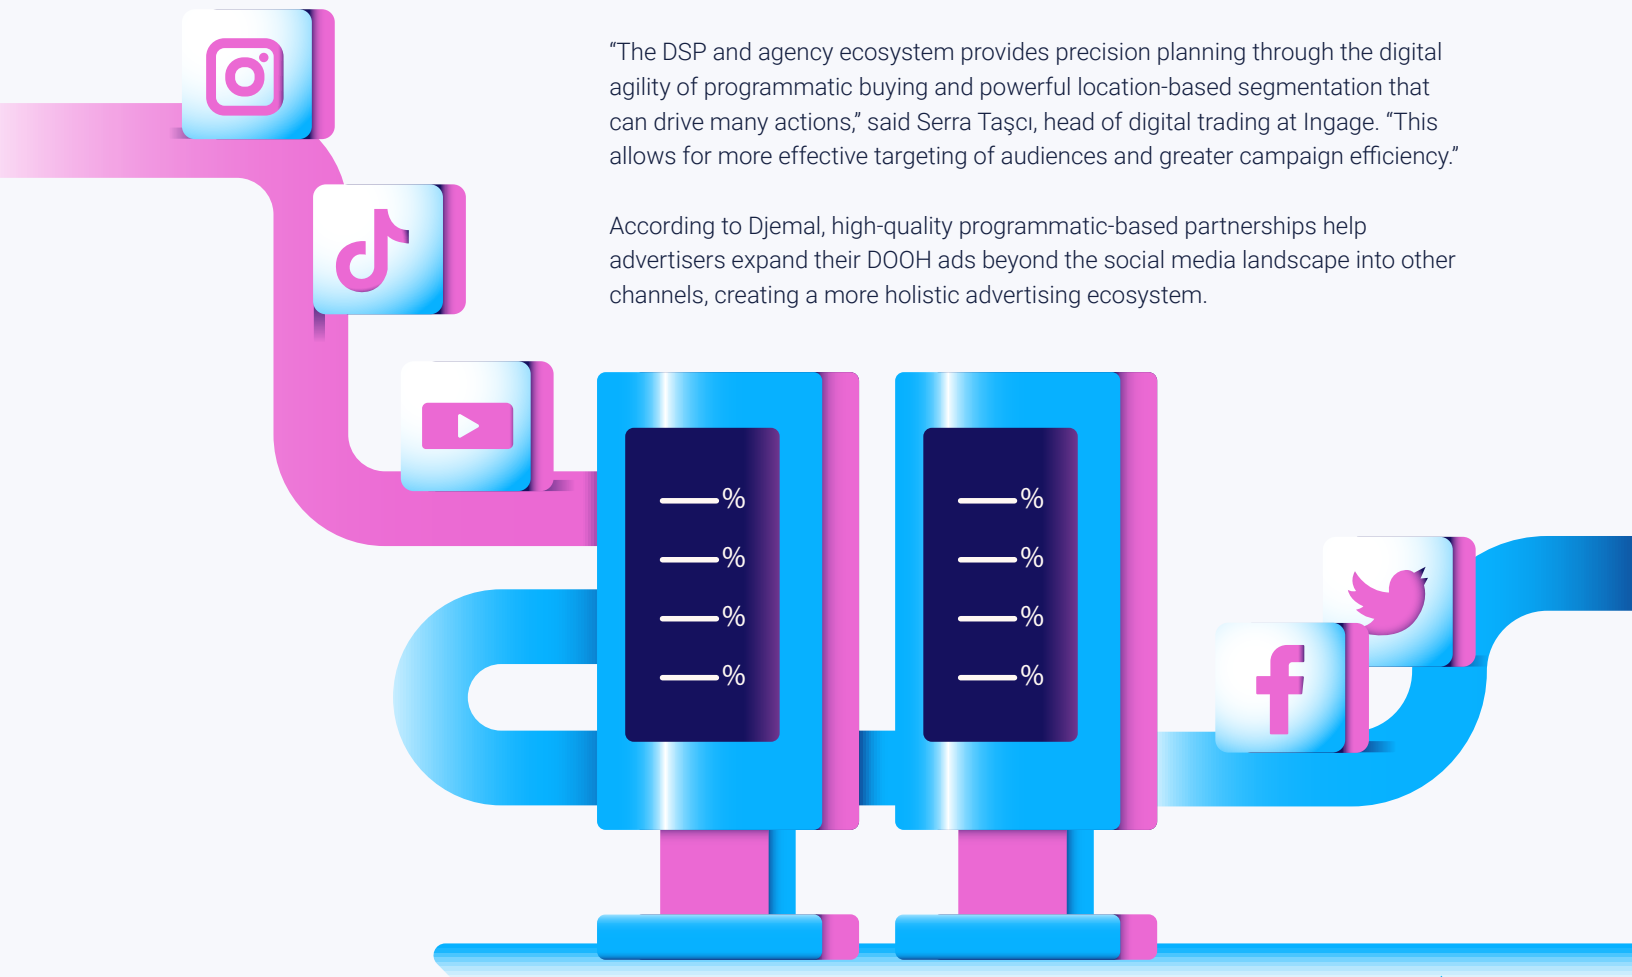 “The DSP and agency ecosystem provides precision planning through the digital
agility of programmatic buying and powerful location-based segmentation that
can drive many actions,” said Serra Taşcı, head of digital trading at Ingage. “This
allows for more effective targeting of audiences and greater campaign efficiency.”
According to Djemal, high-quality programmatic-based partnerships help
advertisers expand their DOOH ads beyond the social media landscape into other
channels, creating a more holistic advertising ecosystem.
% %
% %
% %
% %